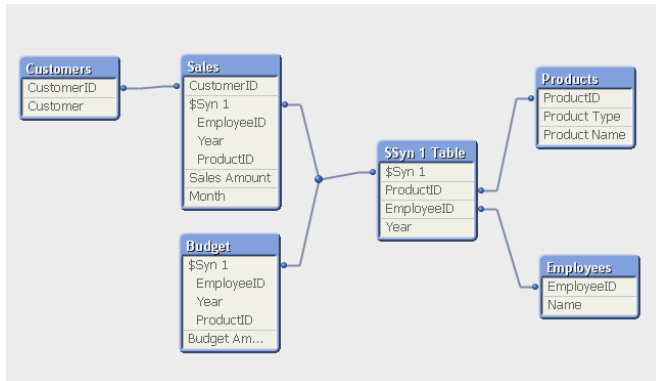 Customers
CustomerID
Customer
Sales
CustomerID
$Syn 1
EmployeeID
Year
ProductID
Sales Amount
Month
Budget
$Syn 1
EmployeeID
Year
ProductID
Budget Am...
$Syn 1 Table
$Syn 1
ProductID
EmployeeID
Year
Products
ProductID
Product Type
Product Name
Employees
EmployeeID
Name